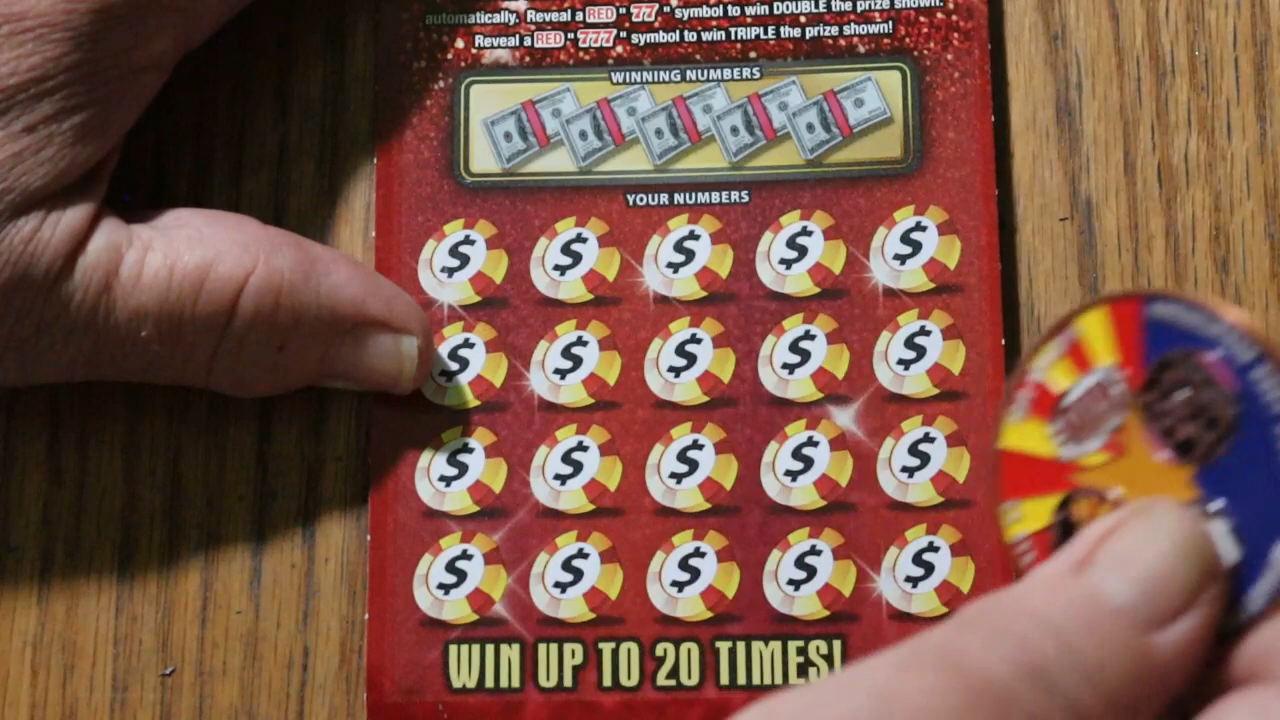 automatically. Reveal a RED "77" symbol to win DOUBLE the prize shown.
Reveal a RED "777" symbol to win TRIPLE the prize shown!
WINNING NUMBERS
YOUR NUMBERS
$ $ $ $ $
$ $ $ $ $
$ $ $ $ $
$ $ $ $ $
WIN UP TO 20 TIMES!